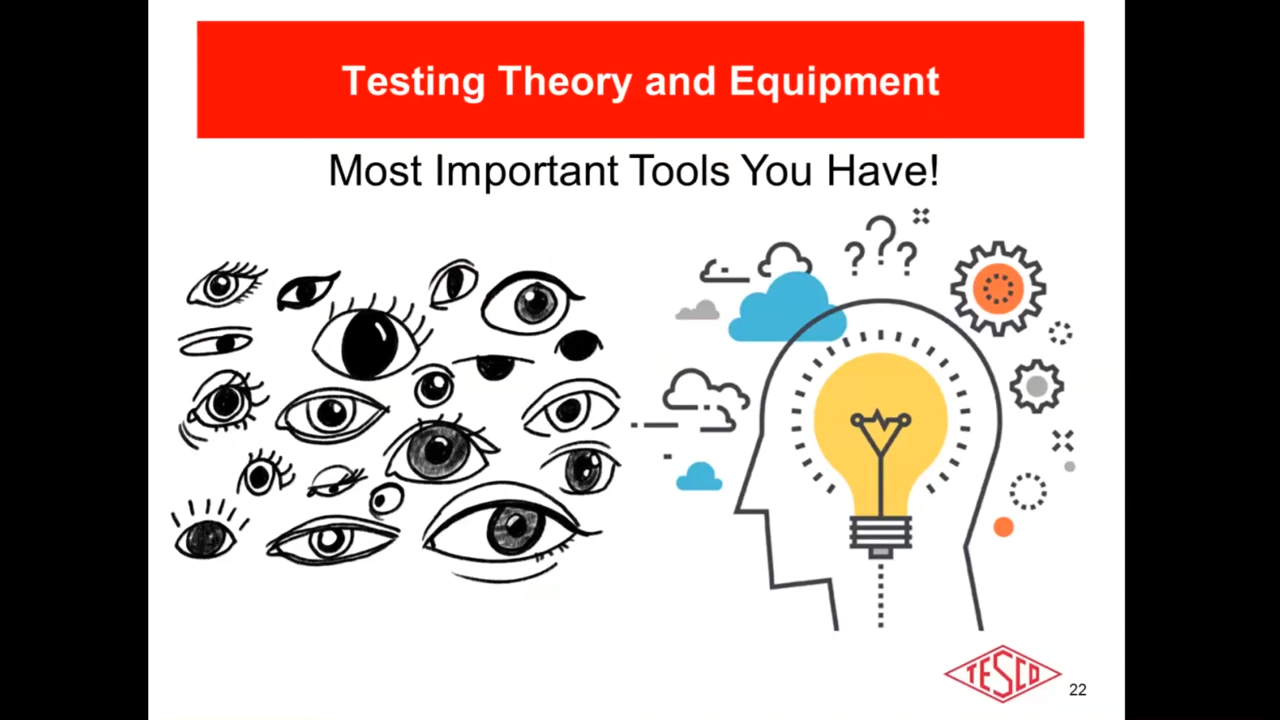 Testing Theory and Equipment
Most Important Tools You Have!
? ? ?
TESCO
22